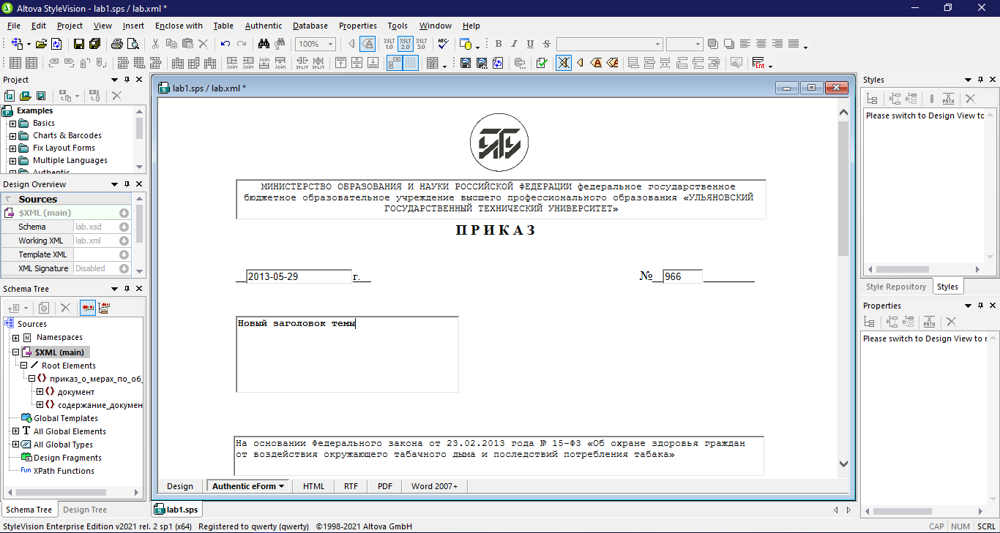 Altova StyleVision - lab1.sps / lab.xml *
File Edit Project View Insert Enclose with Table Authentic Database Properties Tools Window Help
100% XSLT 1.0 XSLT 2.0 XSLT 3.0 ABC B I U S
Join Join Join Join SPLIT SPLIT Ent
Project
Examples
Basics
Charts & Barcodes
Fix Layout Forms
Multiple Languages
Authentic
Design Overview
Sources
$XML (main)
Schema lab.xsd
Working XML lab.xml
Template XML
XML Signature Disabled
Schema Tree
Sources
Namespaces
$XML (main)
Root Elements
приказ_о_мерах_по_об_
документ
содержание_докумен
Global Templates
All Global Elements
All Global Types
Design Fragments
Fun XPath Functions
Schema Tree Design Tree
lab1.sps / lab.xml *
МИНИСТЕРСТВО ОБРАЗОВАНИЯ И НАУКИ РОССИЙСКОЙ ФЕДЕРАЦИИ федеральное государственное
бюджетное образовательное учреждение высшего профессионального образования «УЛЬЯНОВСКИЙ
ГОСУДАРСТВЕННЫЙ ТЕХНИЧЕСКИЙ УНИВЕРСИТЕТ»
П Р И К А З
__2013-05-29 г.__ №__966
Новый заголовок темы
На основании Федерального закона от 23.02.2013 года № 15-ФЗ «Об охране здоровья граждан
от воздействия окружающего табачного дыма и последствий потребления табака»
Design Authentic eForm HTML RTF PDF Word 2007+
lab1.sps
Styles
XPATH
Please switch to Design View to
Style Repository Styles
Properties
XPATH
Please switch to Design View to r
StyleVision Enterprise Edition v2021 rel. 2 sp1 (x64) Registered to qwerty (qwerty) ©1998-2021 Altova GmbH CAP NUM SCRL